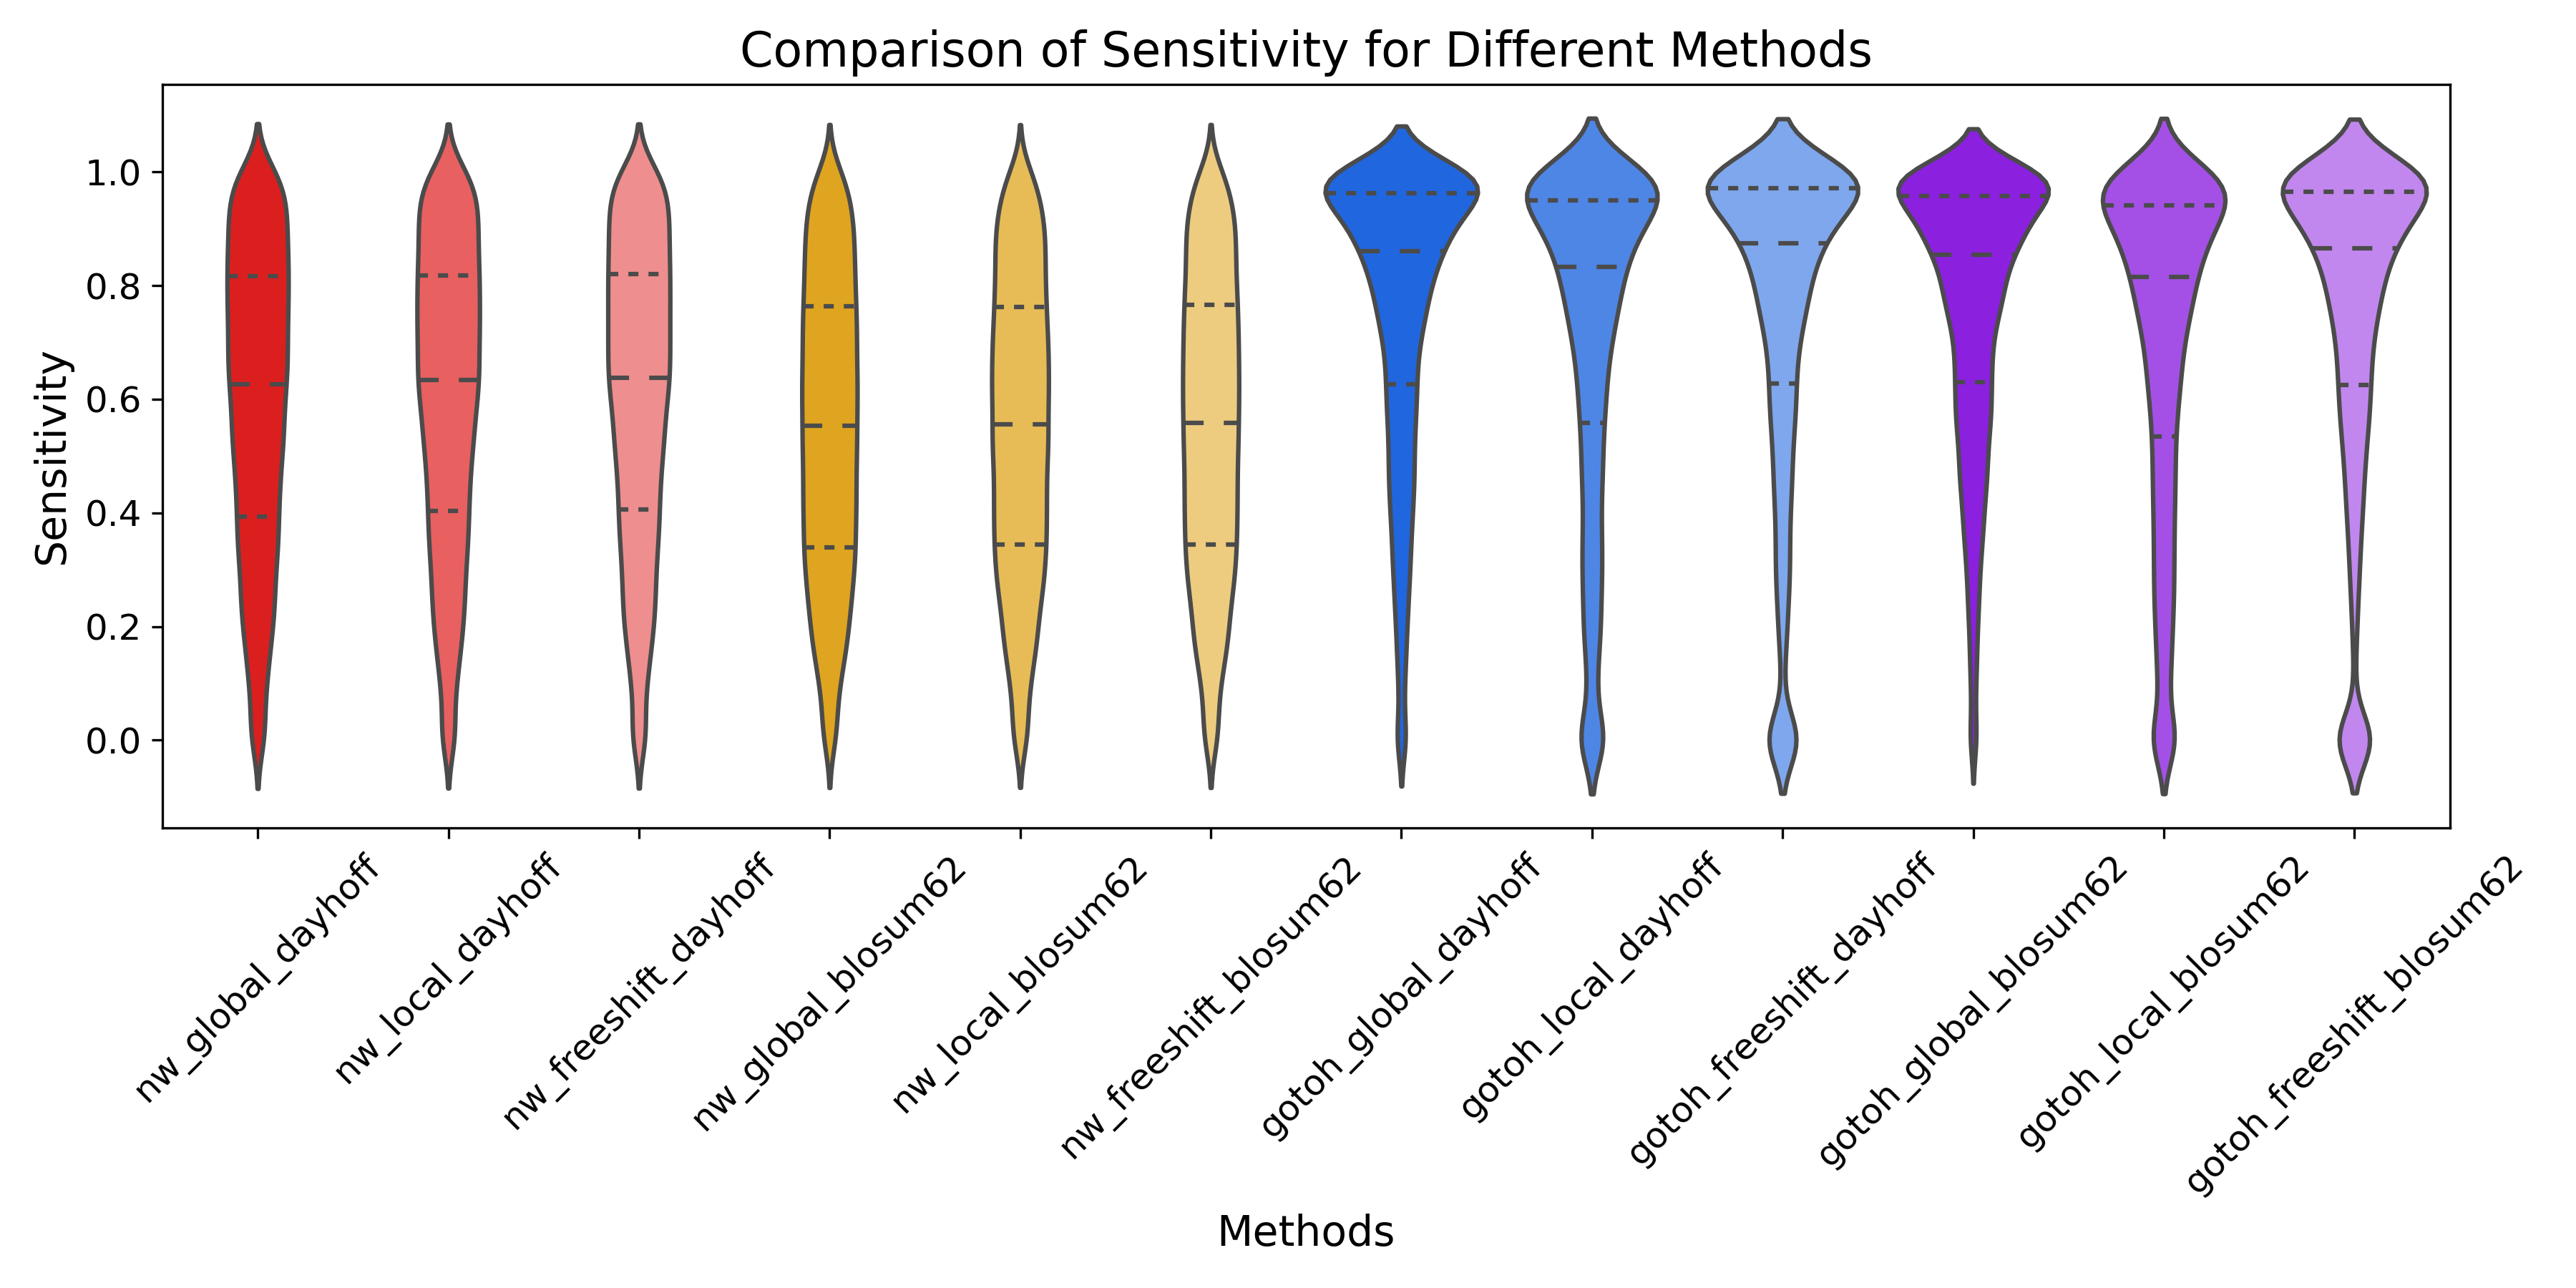 Comparison of Sensitivity for Different Methods
Sensitivity
1.0
0.8
0.6
0.4
0.2
0.0
nw_global_dayhoff
nw_local_dayhoff
nw_freeshift_dayhoff
nw_global_blosum62
nw_local_blosum62
nw_freeshift_blosum62
gotoh_global_dayhoff
gotoh_local_dayhoff
gotoh_freeshift_dayhoff
gotoh_global_blosum62
gotoh_local_blosum62
gotoh_freeshift_blosum62
Methods